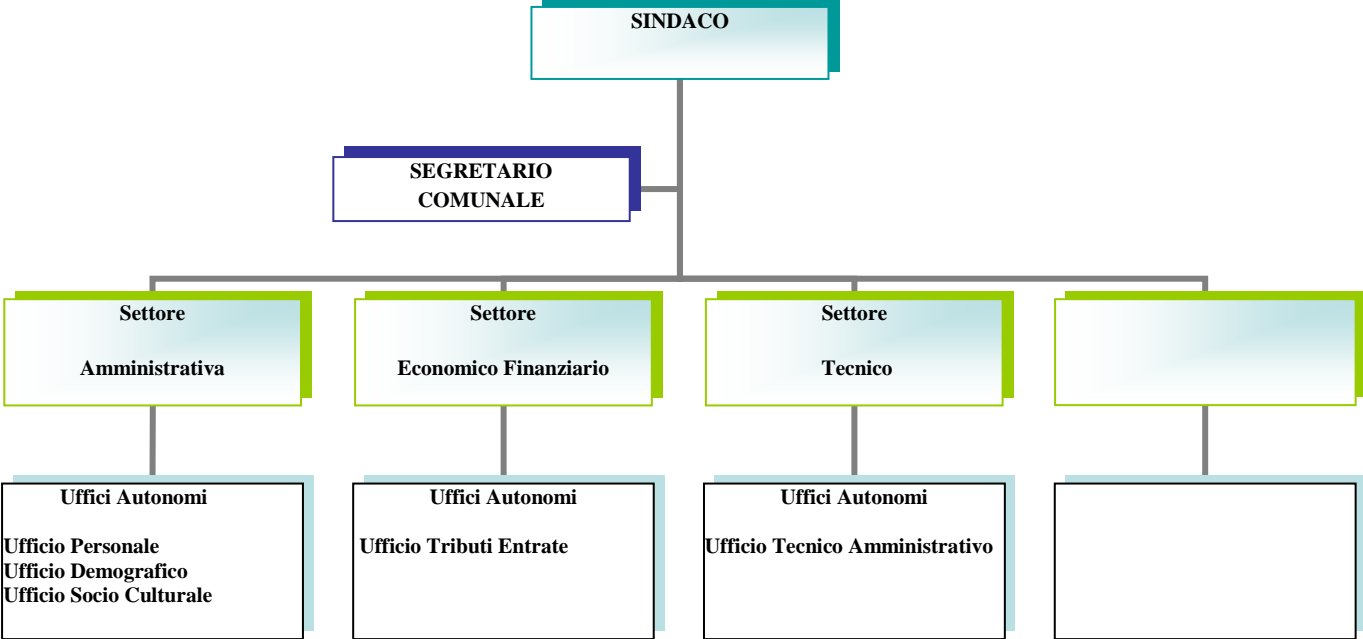 SINDACO
SEGRETARIO
COMUNALE
Settore
Amministrativa
Settore
Economico Finanziario
Settore
Tecnico
Uffici Autonomi
Ufficio Personale
Ufficio Demografico
Ufficio Socio Culturale
Uffici Autonomi
Ufficio Tributi Entrate
Uffici Autonomi
Ufficio Tecnico Amministrativo